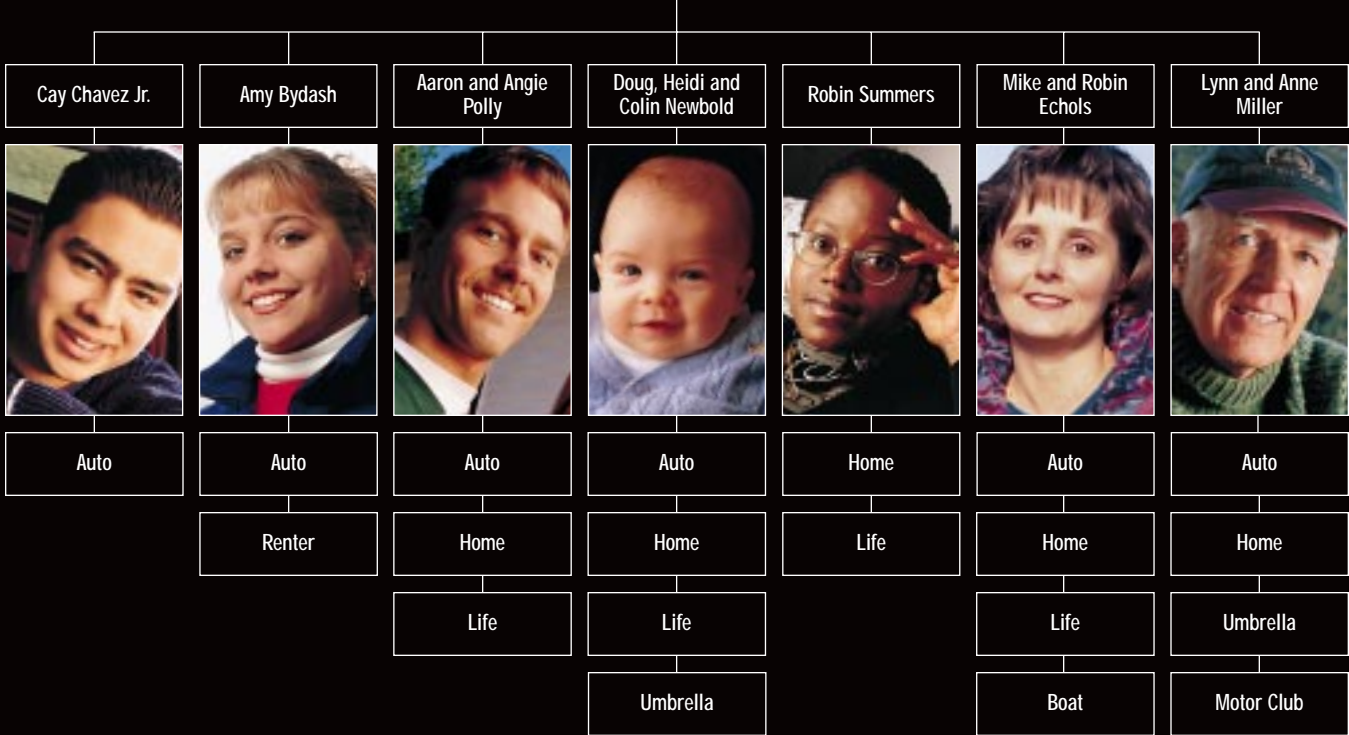 Cay Chavez Jr.
Amy Bydash
Aaron and Angie
Polly
Doug, Heidi and
Colin Newbold
Robin Summers
Mike and Robin
Echols
Lynn and Anne
Miller
Auto
Auto
Auto
Auto
Home
Auto
Auto
Renter
Home
Home
Life
Home
Home
Life
Life
Life
Umbrella
Umbrella
Boat
Motor Club